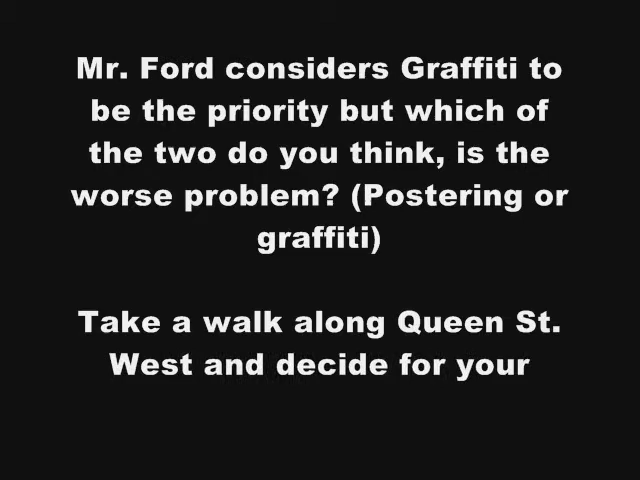 Mr. Ford considers Graffiti to
be the priority but which of
the two do you think, is the
worse problem? (Postering or
graffiti)
Take a walk along Queen St.
West and decide for your